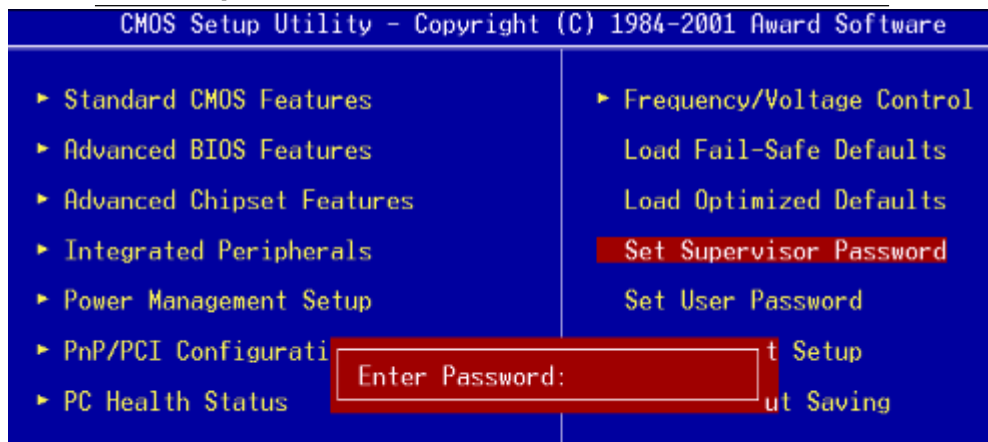 CMOS Setup Utility - Copyright (C) 1984-2001 Award Software
► Standard CMOS Features
► Advanced BIOS Features
► Advanced Chipset Features
► Integrated Peripherals
► Power Management Setup
► PnP/PCI Configurati
► PC Health Status
► Frequency/Voltage Control
Load Fail-Safe Defaults
Load Optimized Defaults
Set Supervisor Password
Set User Password
t Setup
ut Saving
Enter Password: